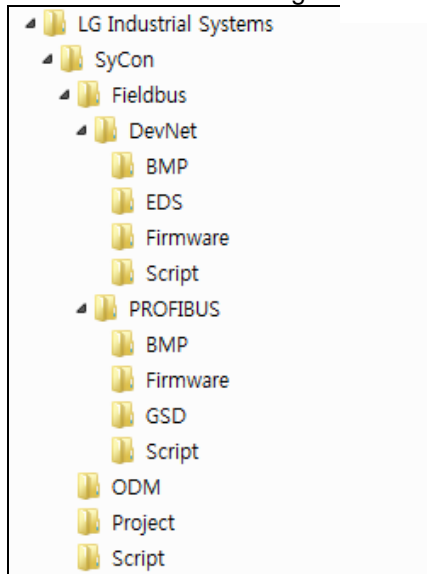 LG Industrial Systems
SyCon
Fieldbus
DevNet
BMP
EDS
Firmware
Script
PROFIBUS
BMP
Firmware
GSD
Script
ODM
Project
Script